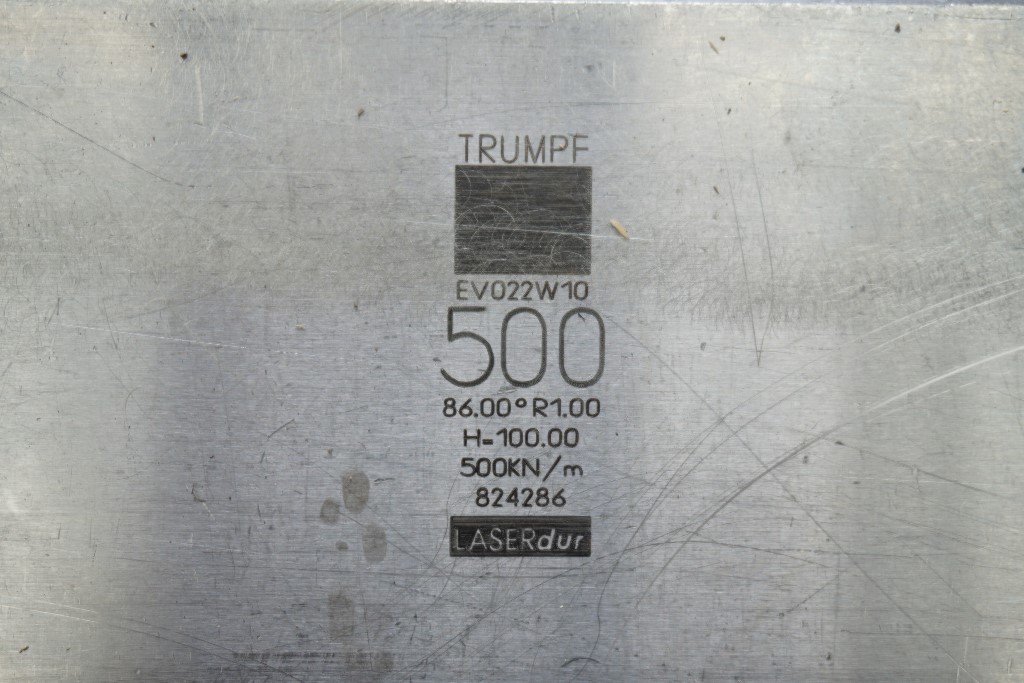 TRUMPF
EV022W10
500
86.00° R1.00
H=100.00
500KN/m
824286
LASERdur